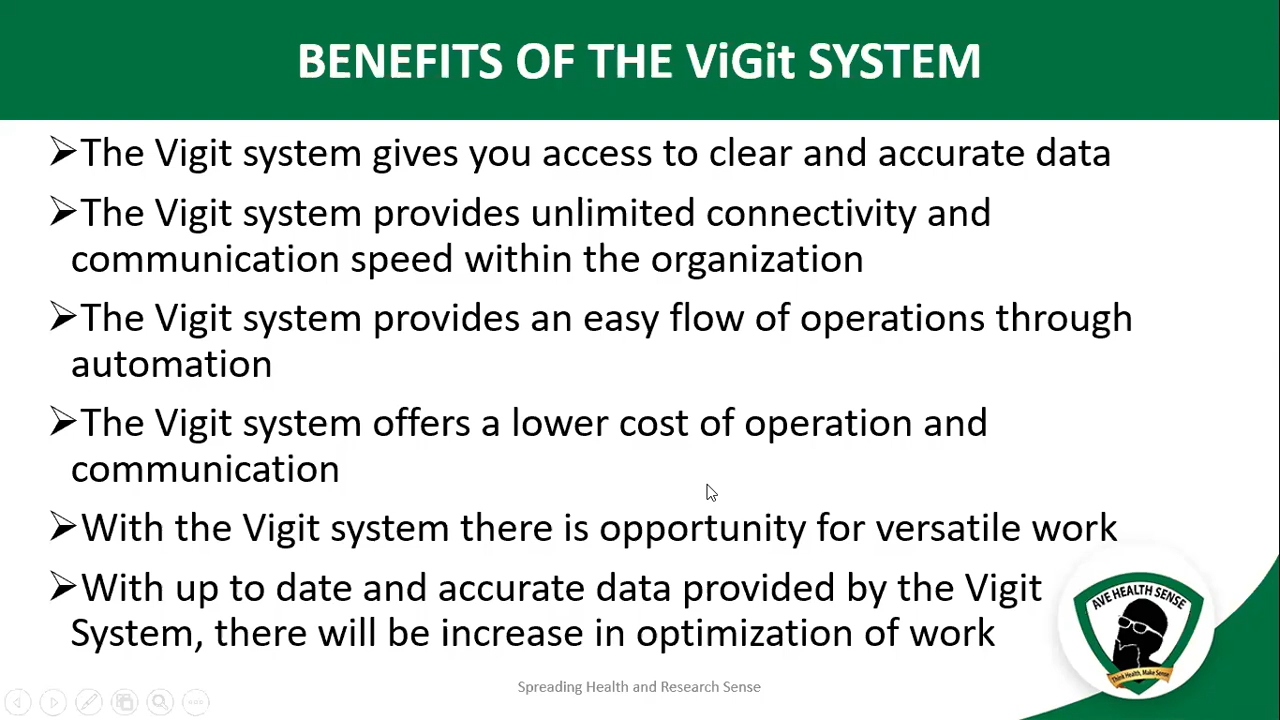 BENEFITS OF THE ViGit SYSTEM
➢The Vigit system gives you access to clear and accurate data
➢The Vigit system provides unlimited connectivity and
communication speed within the organization
➢The Vigit system provides an easy flow of operations through
automation
➢The Vigit system offers a lower cost of operation and
communication
➢With the Vigit system there is opportunity for versatile work
➢With up to date and accurate data provided by the Vigit
System, there will be increase in optimization of work
AVE HEALTH SENSE
Think Health, Make Sense
Spreading Health and Research Sense